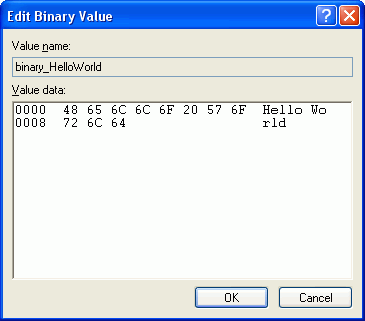 Edit Binary Value
Value name:
binary_HelloWorld
Value data:
0000 48 65 6C 6C 6F 20 57 6F Hello Wo
0008 72 6C 64 rld
OK Cancel